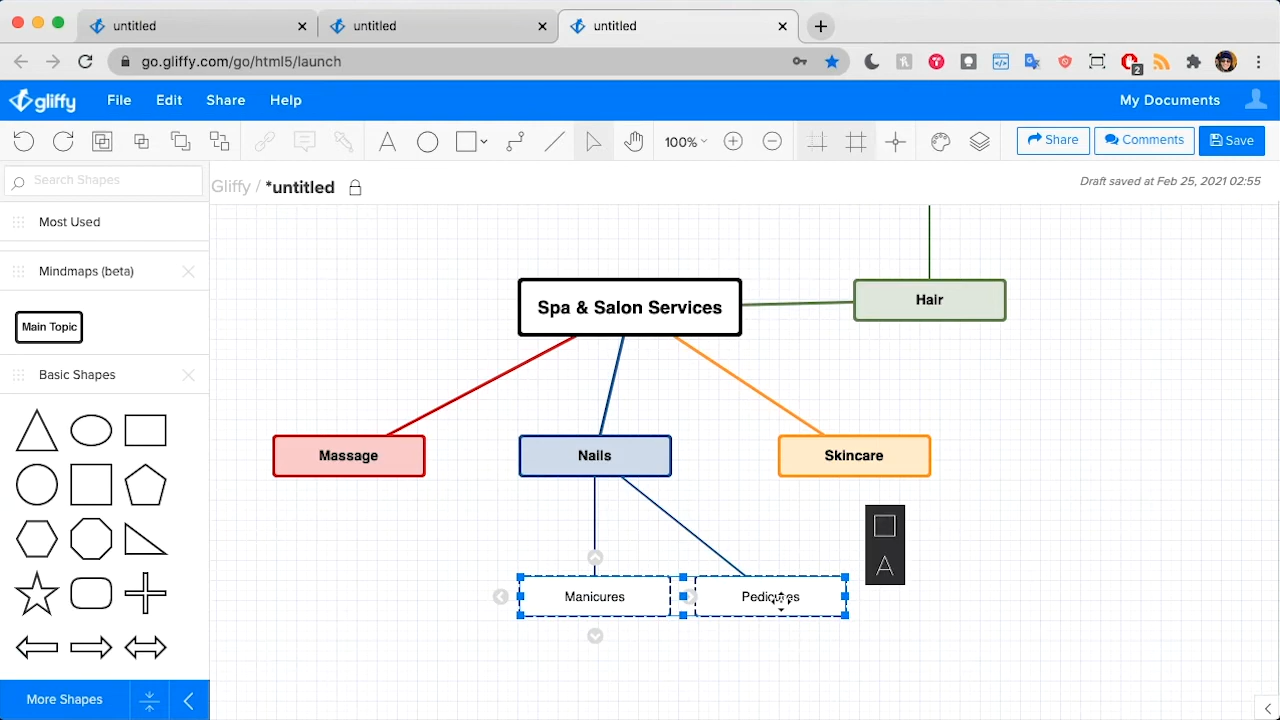 untitled
untitled
untitled
go.gliffy.com/go/html5/launch
2
gliffy
File
Edit
Share
Help
My Documents
A
100%
Share
Comments
Save
Search Shapes
Gliffy / *untitled
Draft saved at Feb 25, 2021 02:55
Most Used
Mindmaps (beta)
Main Topic
Basic Shapes
Spa & Salon Services
Hair
Massage
Nails
Skincare
A
Manicures
Pedicures
More Shapes